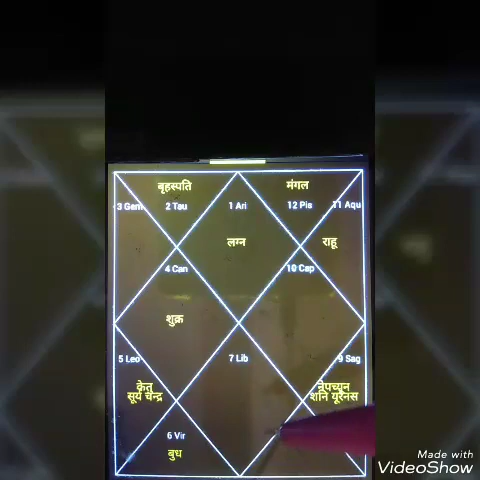 बृहस्पति
मंगल
3 Gem
2 Tau
1 Ari
12 Pis
11 Aqu
लग्न
राहू
4 Can
10 Cap
शुक्र
5 Leo
7 Lib
9 Sag
केतु
नेपच्यून
सूर्य चन्द्र
शनि यूरेनस
6 Vir
बुध
Made with
VideoShow